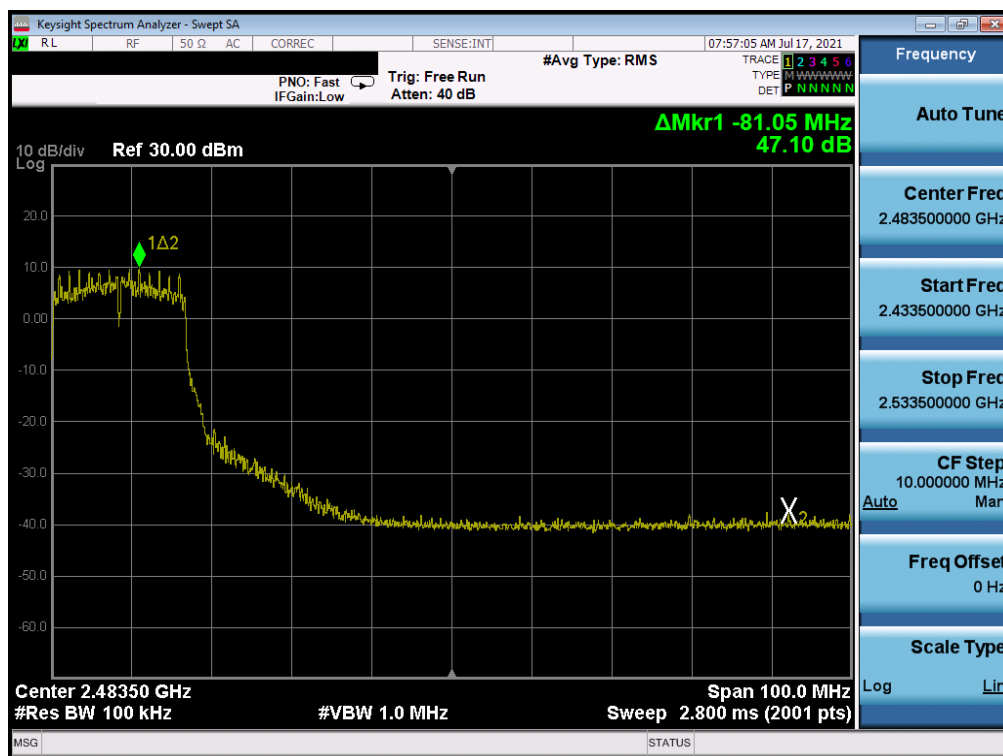 Keysight Spectrum Analyzer - Swept SA
LXI RL RF 50 Ω AC CORREC SENSE:INT 07:57:05 AM Jul 17, 2021
#Avg Type: RMS
TRACE 1 2 3 4 5 6
PNO: Fast Trig: Free Run
TYPE M WWWWW
IFGain:Low Atten: 40 dB
DET P N N N N N
ΔMkr1 -81.05 MHz
47.10 dB
10 dB/div Ref 30.00 dBm
Log
20.0
1Δ2
10.0
0.00
-10.0
-20.0
-30.0
-40.0
X2
-50.0
-60.0
Center 2.48350 GHz Span 100.0 MHz
#Res BW 100 kHz #VBW 1.0 MHz Sweep 2.800 ms (2001 pts)
MSG STATUS
Frequency
Auto Tune
Center Freq
2.483500000 GHz
Start Freq
2.433500000 GHz
Stop Freq
2.533500000 GHz
CF Step
10.000000 MHz
Auto Man
Freq Offset
0 Hz
Scale Type
Log Lin